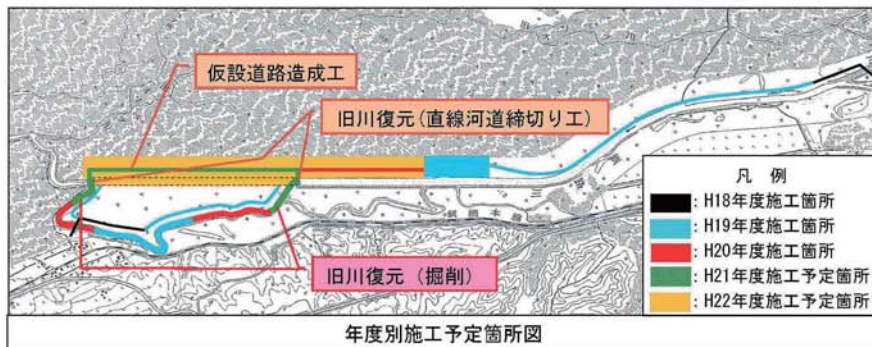 仮設道路造成工
旧川復元(直線河道締切り工)
旧川復元(掘削)
釧網本線
凡例
:H18年度施工箇所
:H19年度施工箇所
:H20年度施工箇所
:H21年度施工予定箇所
:H22年度施工予定箇所
年度別施工予定箇所図